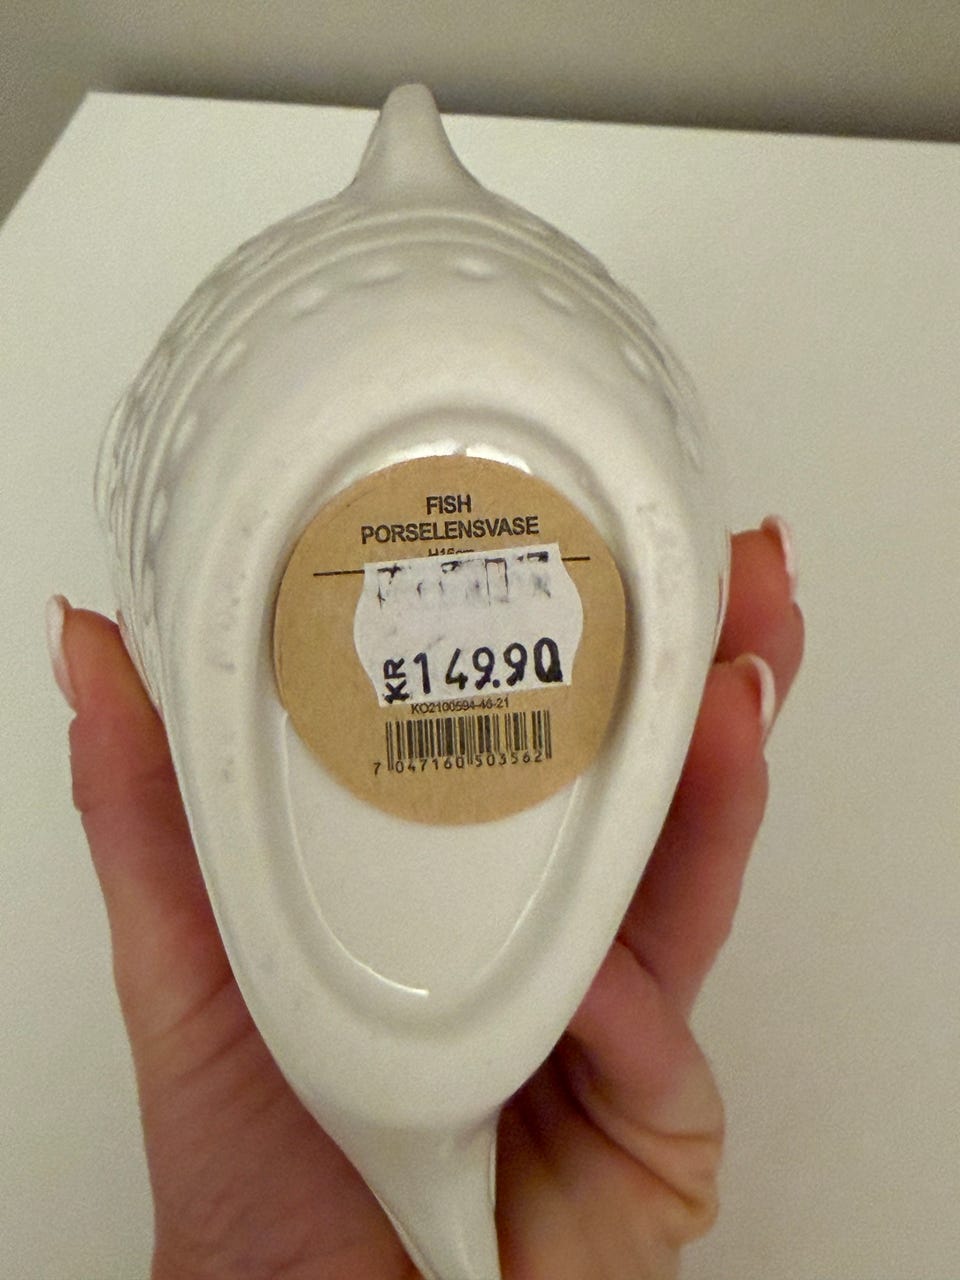 FISH
PORSELENSVASE
KR 149.90
KO2100594-46-21
7 047160 503562